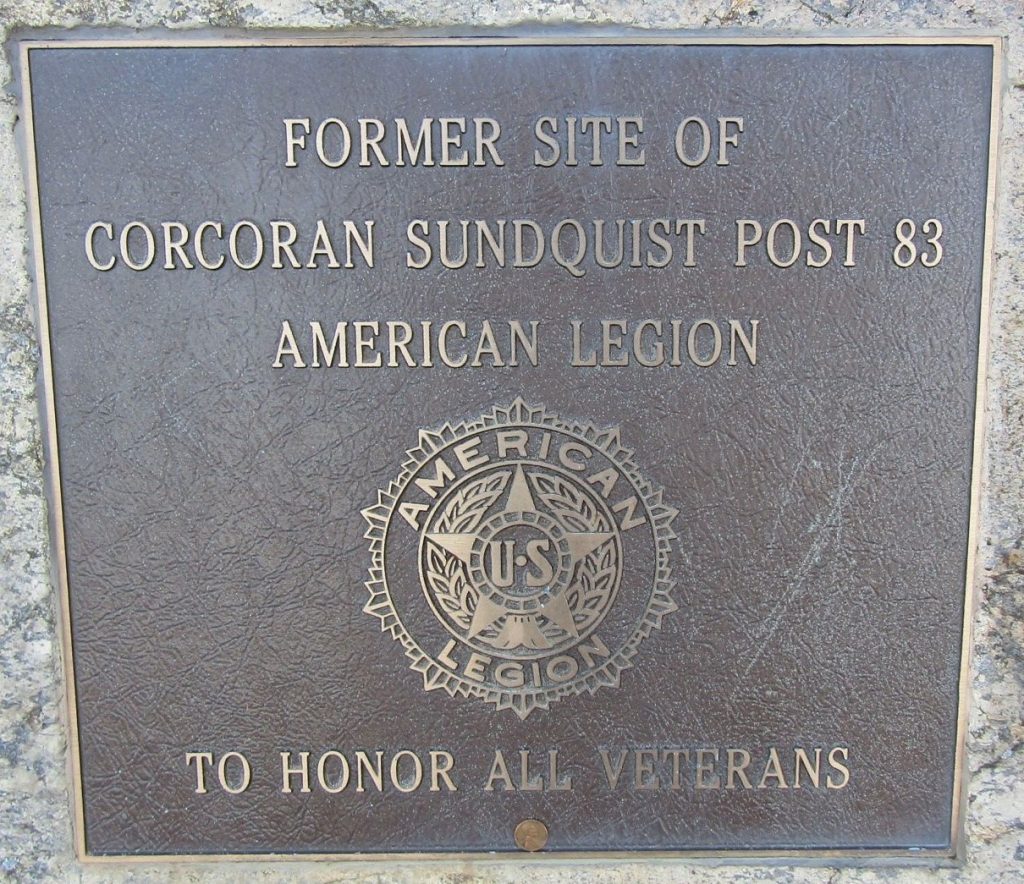 FORMER SITE OF
CORCORAN SUNDQUIST POST 83
AMERICAN LEGION
AMERICAN
U·S
LEGION
TO HONOR ALL VETERANS